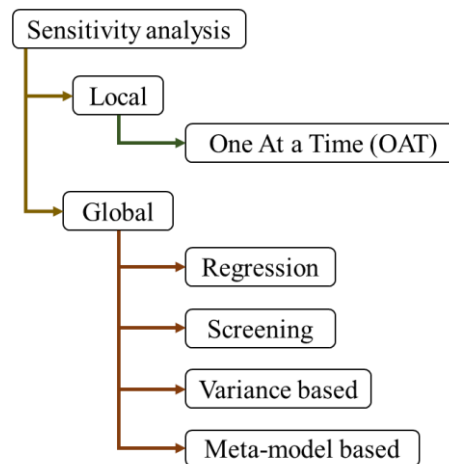 Sensitivity analysis
Local
One At a Time (OAT)
Global
Regression
Screening
Variance based
Meta-model based